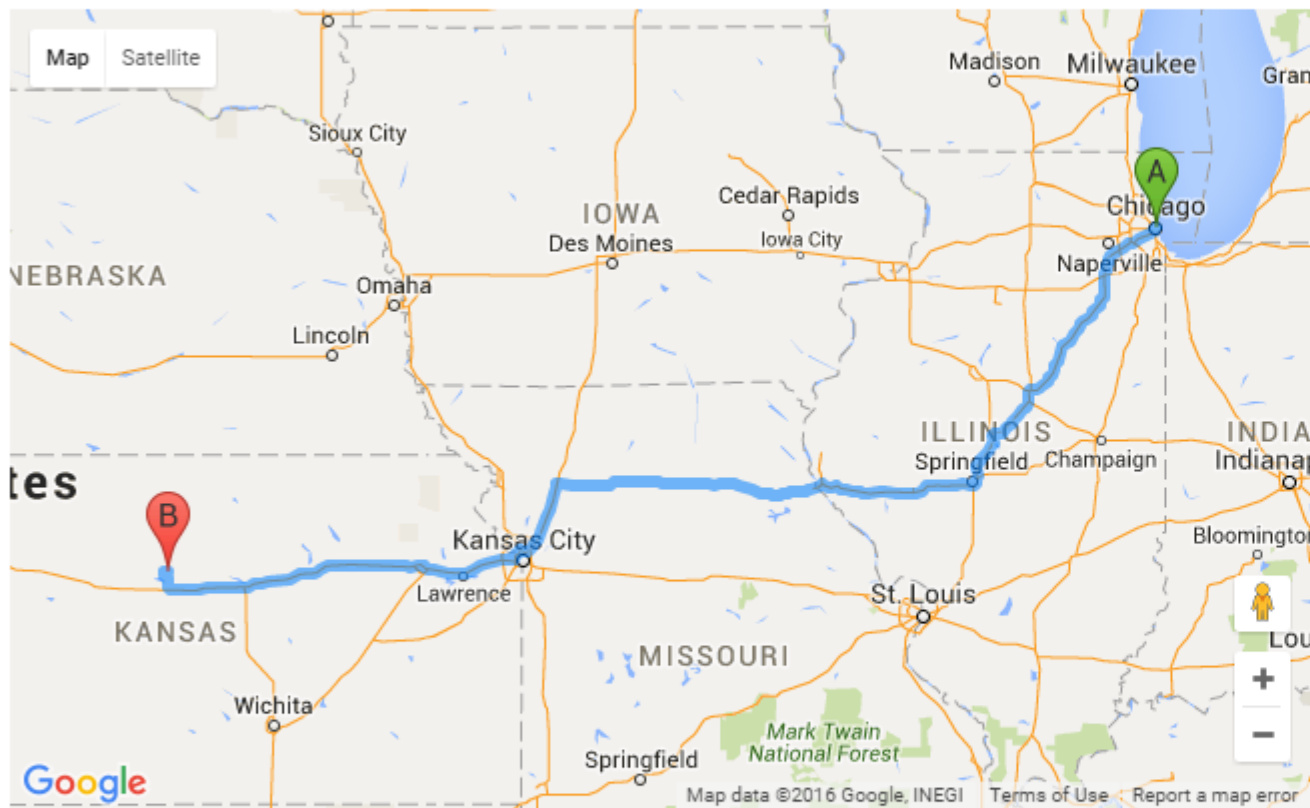 Map Satellite
Madison
Milwaukee
Gran
Sioux City
A
Chicago
Cedar Rapids
IOWA
Des Moines
Iowa City
Naperville
NEBRASKA
Omaha
Lincoln
ILLINOIS
INDIA
Springfield
Champaign
Indianap
tes
B
Kansas City
Bloomington
Lawrence
St. Louis
KANSAS
Lou
MISSOURI
+
Wichita
−
Mark Twain
National Forest
Springfield
Google
Map data ©2016 Google, INEGI Terms of Use Report a map error